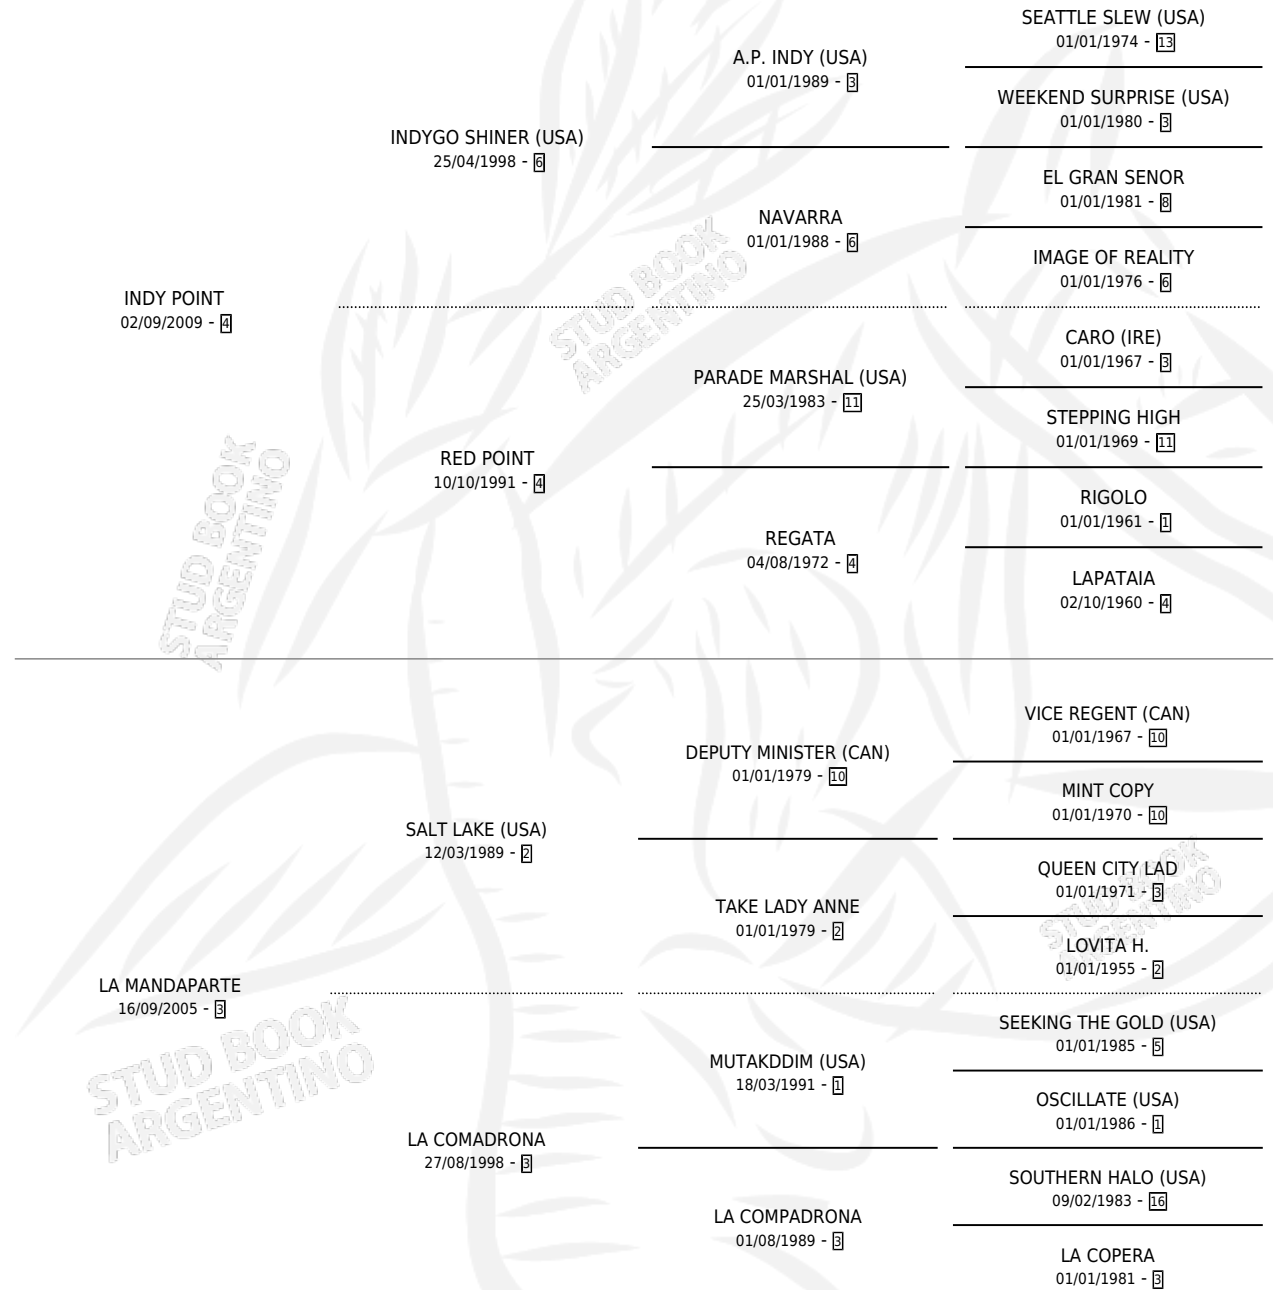 SEATTLE SLEW (USA)
01/01/1974 - 13
A.P. INDY (USA)
01/01/1989 - 3
WEEKEND SURPRISE (USA)
01/01/1980 - 3
INDYGO SHINER (USA)
25/04/1998 - 6
EL GRAN SENOR
01/01/1981 - 8
NAVARRA
01/01/1988 - 6
IMAGE OF REALITY
01/01/1976 - 6
INDY POINT
02/09/2009 - 4
CARO (IRE)
01/01/1967 - 3
PARADE MARSHAL (USA)
25/03/1983 - 11
STEPPING HIGH
01/01/1969 - 11
RED POINT
10/10/1991 - 4
RIGOLO
01/01/1961 - 1
REGATA
04/08/1972 - 4
LAPATAIA
02/10/1960 - 4
VICE REGENT (CAN)
01/01/1967 - 10
DEPUTY MINISTER (CAN)
01/01/1979 - 10
MINT COPY
01/01/1970 - 10
SALT LAKE (USA)
12/03/1989 - 2
QUEEN CITY LAD
01/01/1971 - 3
TAKE LADY ANNE
01/01/1979 - 2
LOVITA H.
01/01/1955 - 2
LA MANDAPARTE
16/09/2005 - 3
SEEKING THE GOLD (USA)
01/01/1985 - 5
MUTAKDDIM (USA)
18/03/1991 - 1
OSCILLATE (USA)
01/01/1986 - 1
LA COMADRONA
27/08/1998 - 3
SOUTHERN HALO (USA)
09/02/1983 - 16
LA COMPADRONA
01/08/1989 - 3
LA COPERA
01/01/1981 - 3
STUD BOOK
ARGENTINO
STUD BOOK
ARGENTINO
STUD BOOK
ARGENTINO
STUD BOOK
ARGENTINO